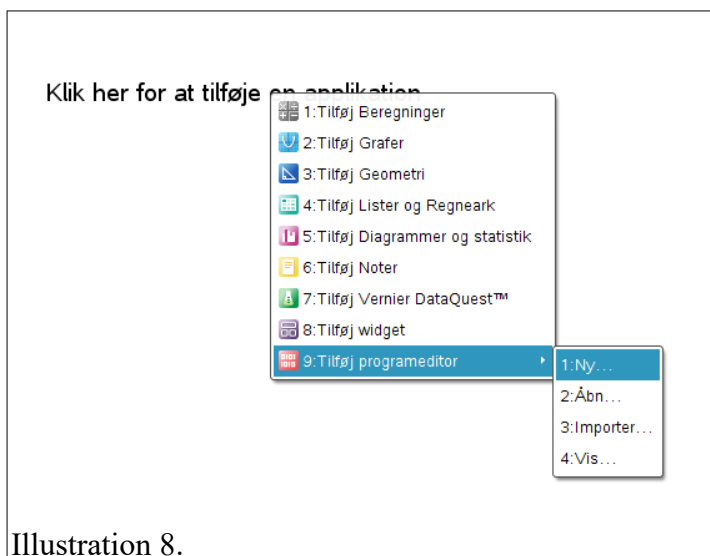 Klik her for at tilføje en applikation
1:Tilføj Beregninger
2:Tilføj Grafer
3:Tilføj Geometri
4:Tilføj Lister og Regneark
5:Tilføj Diagrammer og statistik
6:Tilføj Noter
7:Tilføj Vernier DataQuest™
8:Tilføj widget
9:Tilføj programeditor
1:Ny...
2:Åbn...
3:Importer...
4:Vis...
Illustration 8.